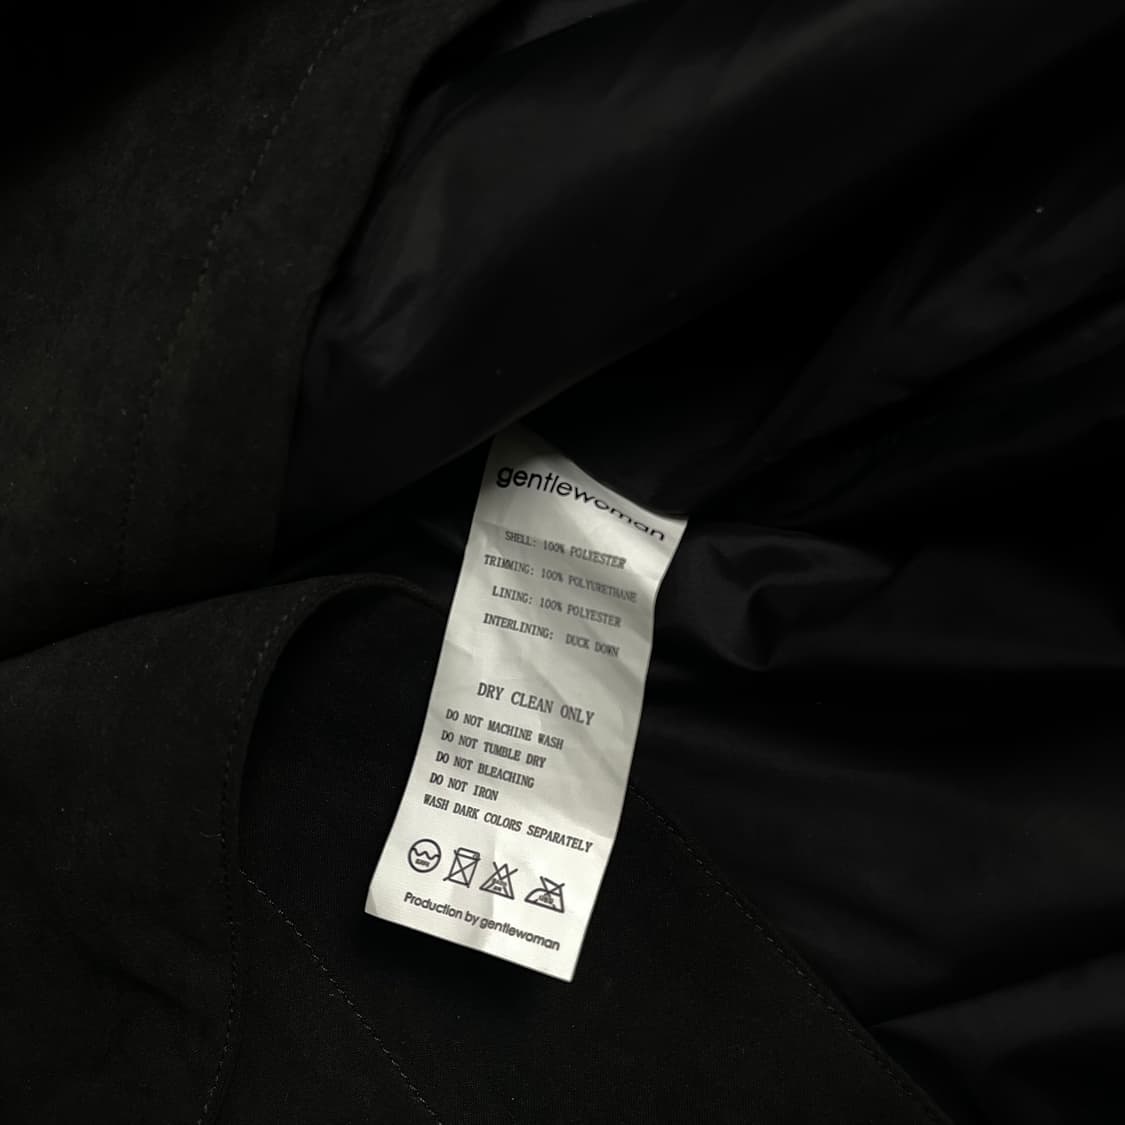 gentlewoman
SHELL: 100% POLYESTER
TRIMMING: 100% POLYURETHANE
LINING: 100% POLYESTER
INTERLINING: DUCK DOWN
DRY CLEAN ONLY
DO NOT MACHINE WASH
DO NOT TUMBLE DRY
DO NOT BLEACHING
DO NOT IRON
WASH DARK COLORS SEPARATELY
Production by gentlewoman